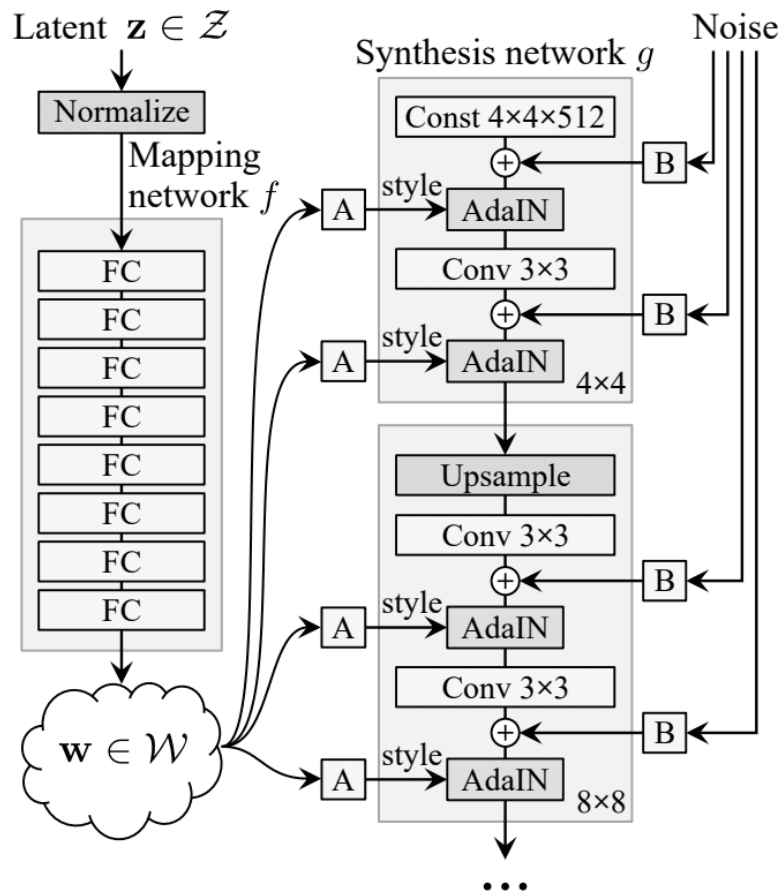 Latent z ∈ 𝒵
Normalize
Mapping
network f
FC
FC
FC
FC
FC
FC
FC
FC
w ∈ 𝒲
Synthesis network g
Noise
Const 4×4×512
B
A
style
AdaIN
Conv 3×3
B
A
style
AdaIN
4×4
Upsample
Conv 3×3
B
A
style
AdaIN
Conv 3×3
B
A
style
AdaIN
8×8
...